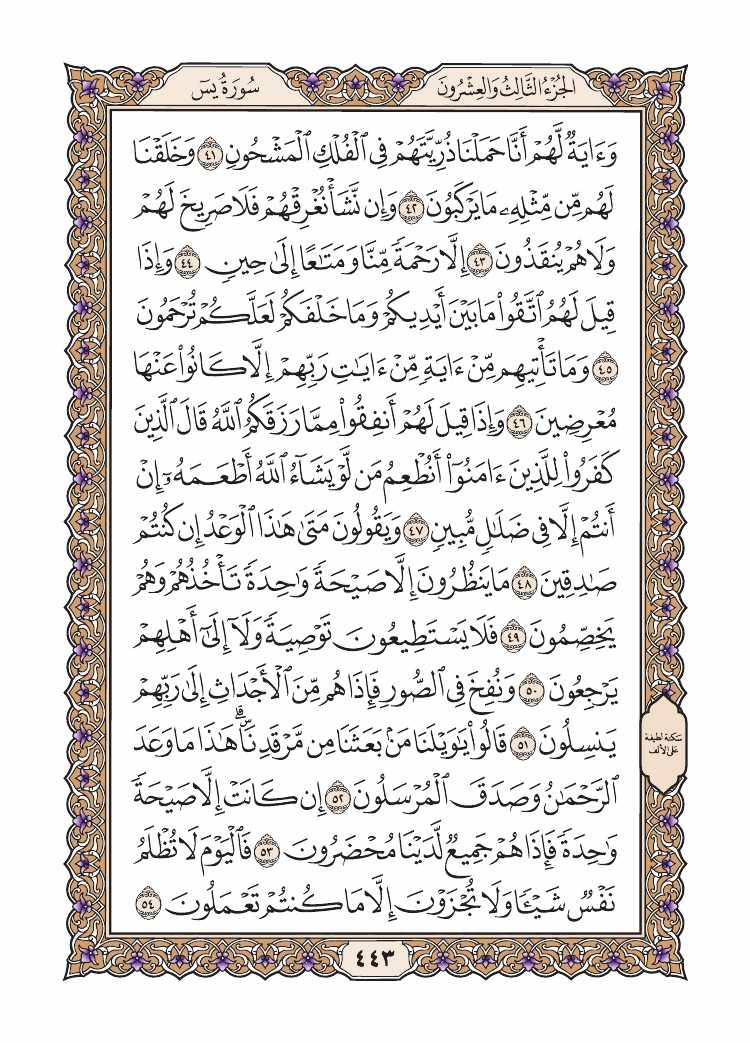 الجُزْءُ الثَّالِثُ وَالعِشْرُونَ
سُورَةُ يسٓ
وَءَايَةٌ لَّهُمْ أَنَّا حَمَلْنَا ذُرِّيَّتَهُمْ فِي ٱلْفُلْكِ ٱلْمَشْحُونِ ٤١ وَخَلَقْنَا
لَهُم مِّن مِّثْلِهِۦ مَا يَرْكَبُونَ ٤٢ وَإِن نَّشَأْ نُغْرِقْهُمْ فَلَا صَرِيخَ لَهُمْ
وَلَا هُمْ يُنقَذُونَ ٤٣ إِلَّا رَحْمَةً مِّنَّا وَمَتَٰعًا إِلَىٰ حِينٍ ٤٤ وَإِذَا
قِيلَ لَهُمُ ٱتَّقُوا۟ مَا بَيْنَ أَيْدِيكُمْ وَمَا خَلْفَكُمْ لَعَلَّكُمْ تُرْحَمُونَ
٤٥ وَمَا تَأْتِيهِم مِّنْ ءَايَةٍ مِّنْ ءَايَٰتِ رَبِّهِمْ إِلَّا كَانُوا۟ عَنْهَا
مُعْرِضِينَ ٤٦ وَإِذَا قِيلَ لَهُمْ أَنفِقُوا۟ مِمَّا رَزَقَكُمُ ٱللَّهُ قَالَ ٱلَّذِينَ
كَفَرُوا۟ لِلَّذِينَ ءَامَنُوٓا۟ أَنُطْعِمُ مَن لَّوْ يَشَآءُ ٱللَّهُ أَطْعَمَهُۥٓ إِنْ
أَنتُمْ إِلَّا فِي ضَلَٰلٍ مُّبِينٍ ٤٧ وَيَقُولُونَ مَتَىٰ هَٰذَا ٱلْوَعْدُ إِن كُنتُمْ
صَٰدِقِينَ ٤٨ مَا يَنظُرُونَ إِلَّا صَيْحَةً وَٰحِدَةً تَأْخُذُهُمْ وَهُمْ
يَخِصِّمُونَ ٤٩ فَلَا يَسْتَطِيعُونَ تَوْصِيَةً وَلَآ إِلَىٰٓ أَهْلِهِمْ
يَرْجِعُونَ ٥٠ وَنُفِخَ فِي ٱلصُّورِ فَإِذَا هُم مِّنَ ٱلْأَجْدَاثِ إِلَىٰ رَبِّهِمْ
يَنسِلُونَ ٥١ قَالُوا۟ يَٰوَيْلَنَا مَنۢ بَعَثَنَا مِن مَّرْقَدِنَا ۜۗ هَٰذَا مَا وَعَدَ
ٱلرَّحْمَٰنُ وَصَدَقَ ٱلْمُرْسَلُونَ ٥٢ إِن كَانَتْ إِلَّا صَيْحَةً
وَٰحِدَةً فَإِذَا هُمْ جَمِيعٌ لَّدَيْنَا مُحْضَرُونَ ٥٣ فَٱلْيَوْمَ لَا تُظْلَمُ
نَفْسٌ شَيْـًٔا وَلَا تُجْزَوْنَ إِلَّا مَا كُنتُمْ تَعْمَلُونَ ٥٤
سكتة لطيفة
على الألف
٤٤٣